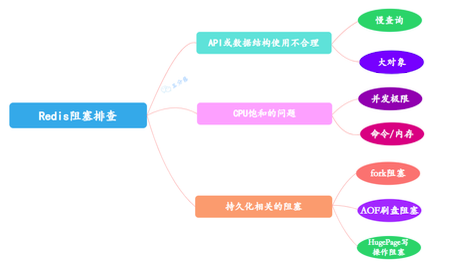 Redis阻塞排查
API或数据结构使用不合理
慢查询
大对象
CPU饱和的问题
并发极限
命令/内存
持久化相关的阻塞
fork阻塞
AOF刷盘阻塞
HugePage写
操作阻塞